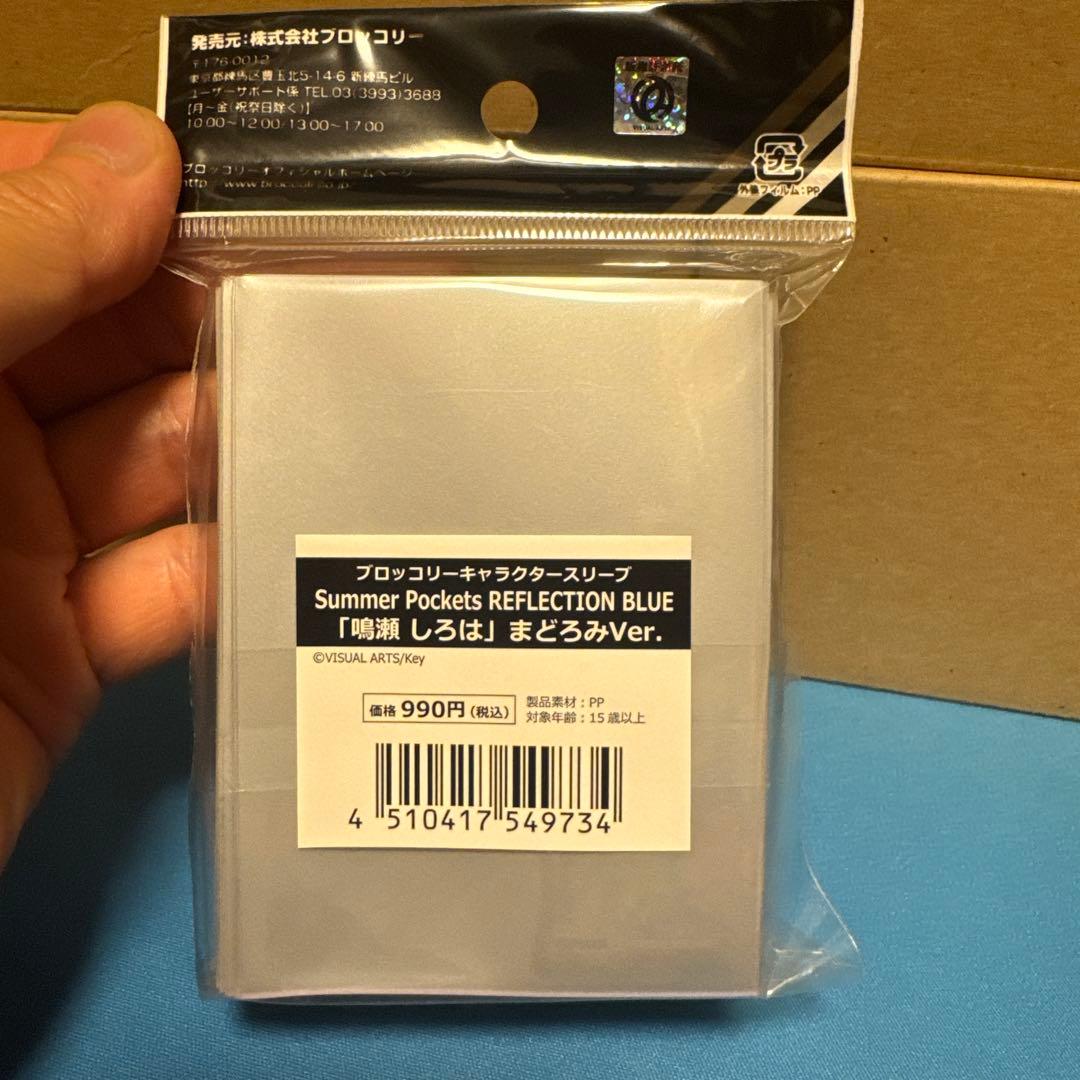 発売元:株式会社ブロッコリー
〒176-0012
東京都練馬区豊玉北5-14-6 新練馬ビル
ユーザーサポート係 TEL.03(3993)3688
【月～金(祝祭日除く)】
10:00～12:00/13:00～17:00
ブロッコリーオフィシャルホームページ
プラ
外装フィルム:PP
ブロッコリーキャラクタースリーブ
Summer Pockets REFLECTION BLUE
「鳴瀬 しろは」まどろみVer.
©VISUAL ARTS/Key
価格 990円(税込)
製品素材：PP
対象年齢：15歳以上
4 510417 549734